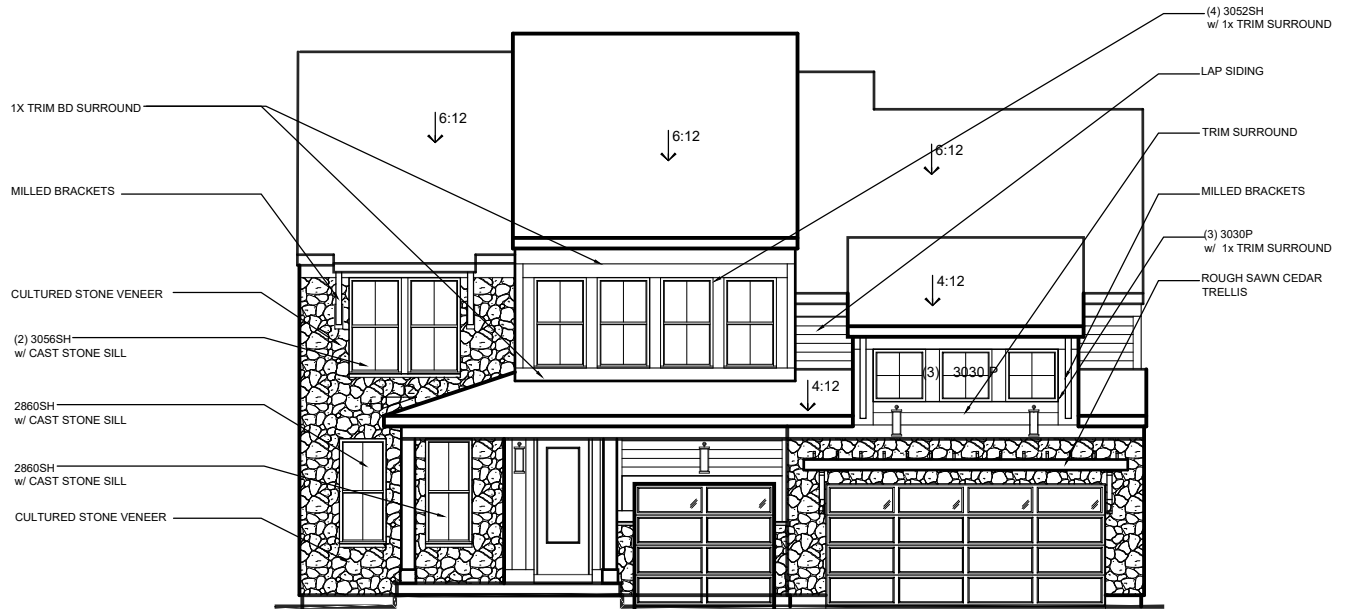 (4) 3052SH
w/ 1x TRIM SURROUND
LAP SIDING
1X TRIM BD SURROUND
6:12
6:12
6:12
TRIM SURROUND
MILLED BRACKETS
MILLED BRACKETS
(3) 3030P
w/ 1x TRIM SURROUND
ROUGH SAWN CEDAR
TRELLIS
4:12
CULTURED STONE VENEER
(2) 3056SH
w/ CAST STONE SILL
(3) 3030 P
4:12
2860SH
w/ CAST STONE SILL
2860SH
w/ CAST STONE SILL
CULTURED STONE VENEER